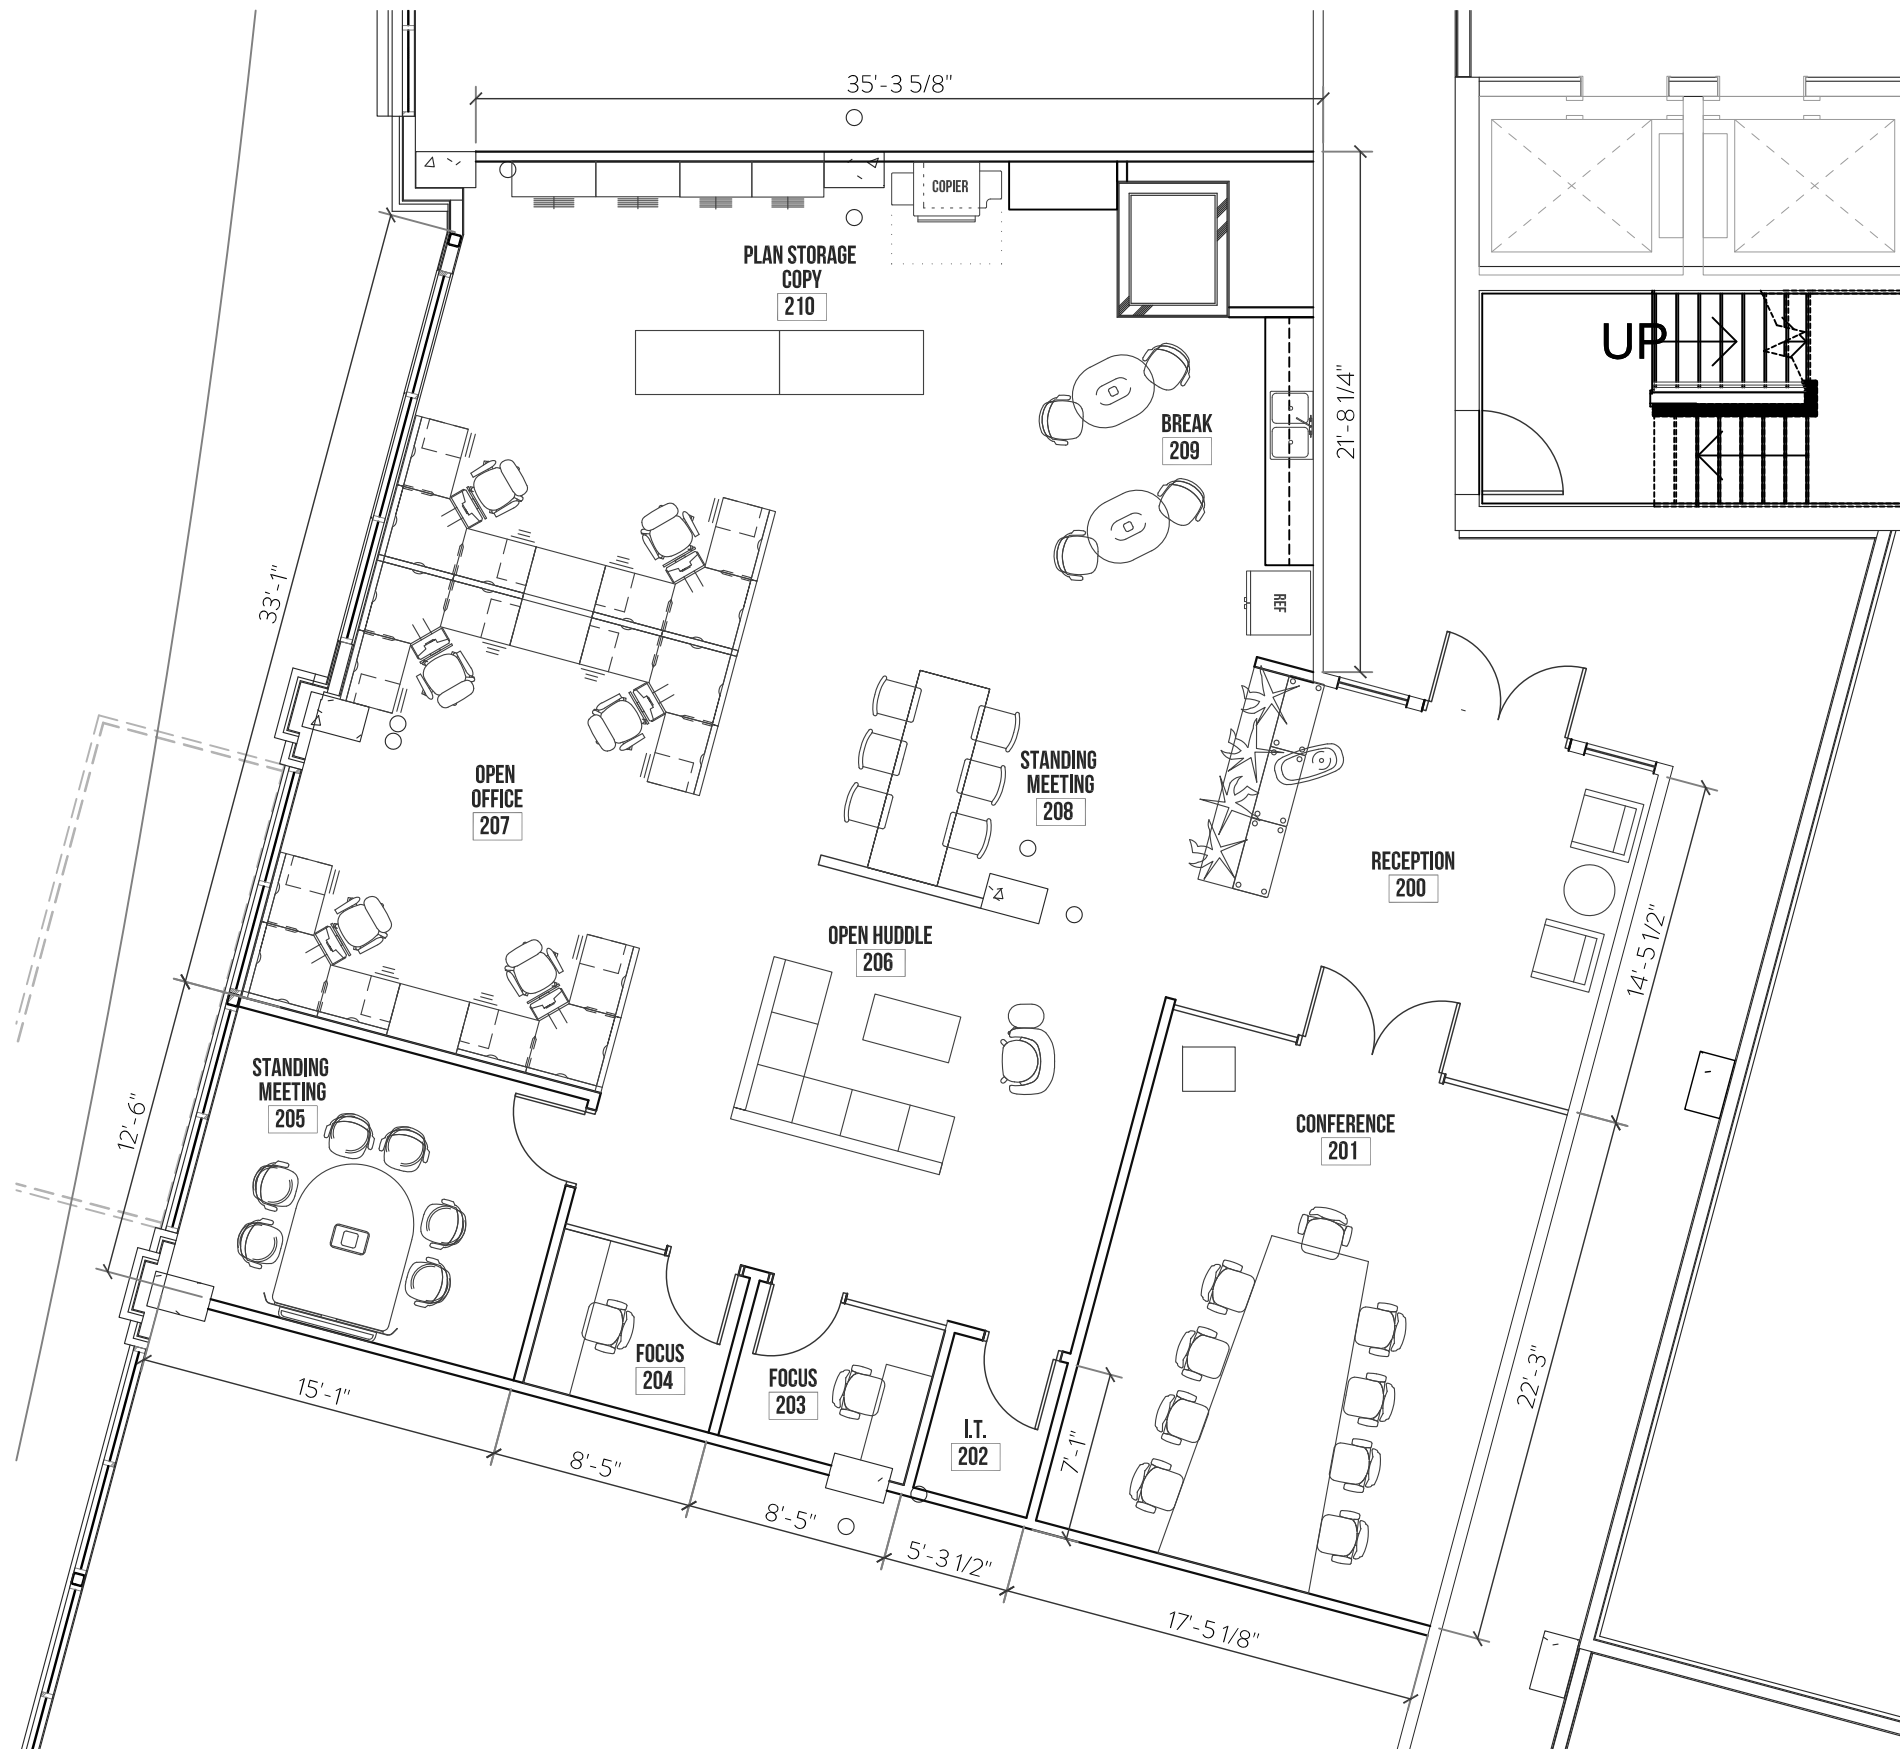 35'-3 5/8"
COPIER
PLAN STORAGE
COPY
210
UP
21'-8 1/4"
BREAK
209
33'-1"
REF
OPEN
OFFICE
207
STANDING
MEETING
208
RECEPTION
200
14'-5 1/2"
OPEN HUDDLE
206
STANDING
MEETING
205
12'-6"
CONFERENCE
201
FOCUS
204
FOCUS
203
I.T.
202
7'-1"
22'-3"
15'-1"
8'-5"
8'-5"
5'-3 1/2"
17'-5 1/8"